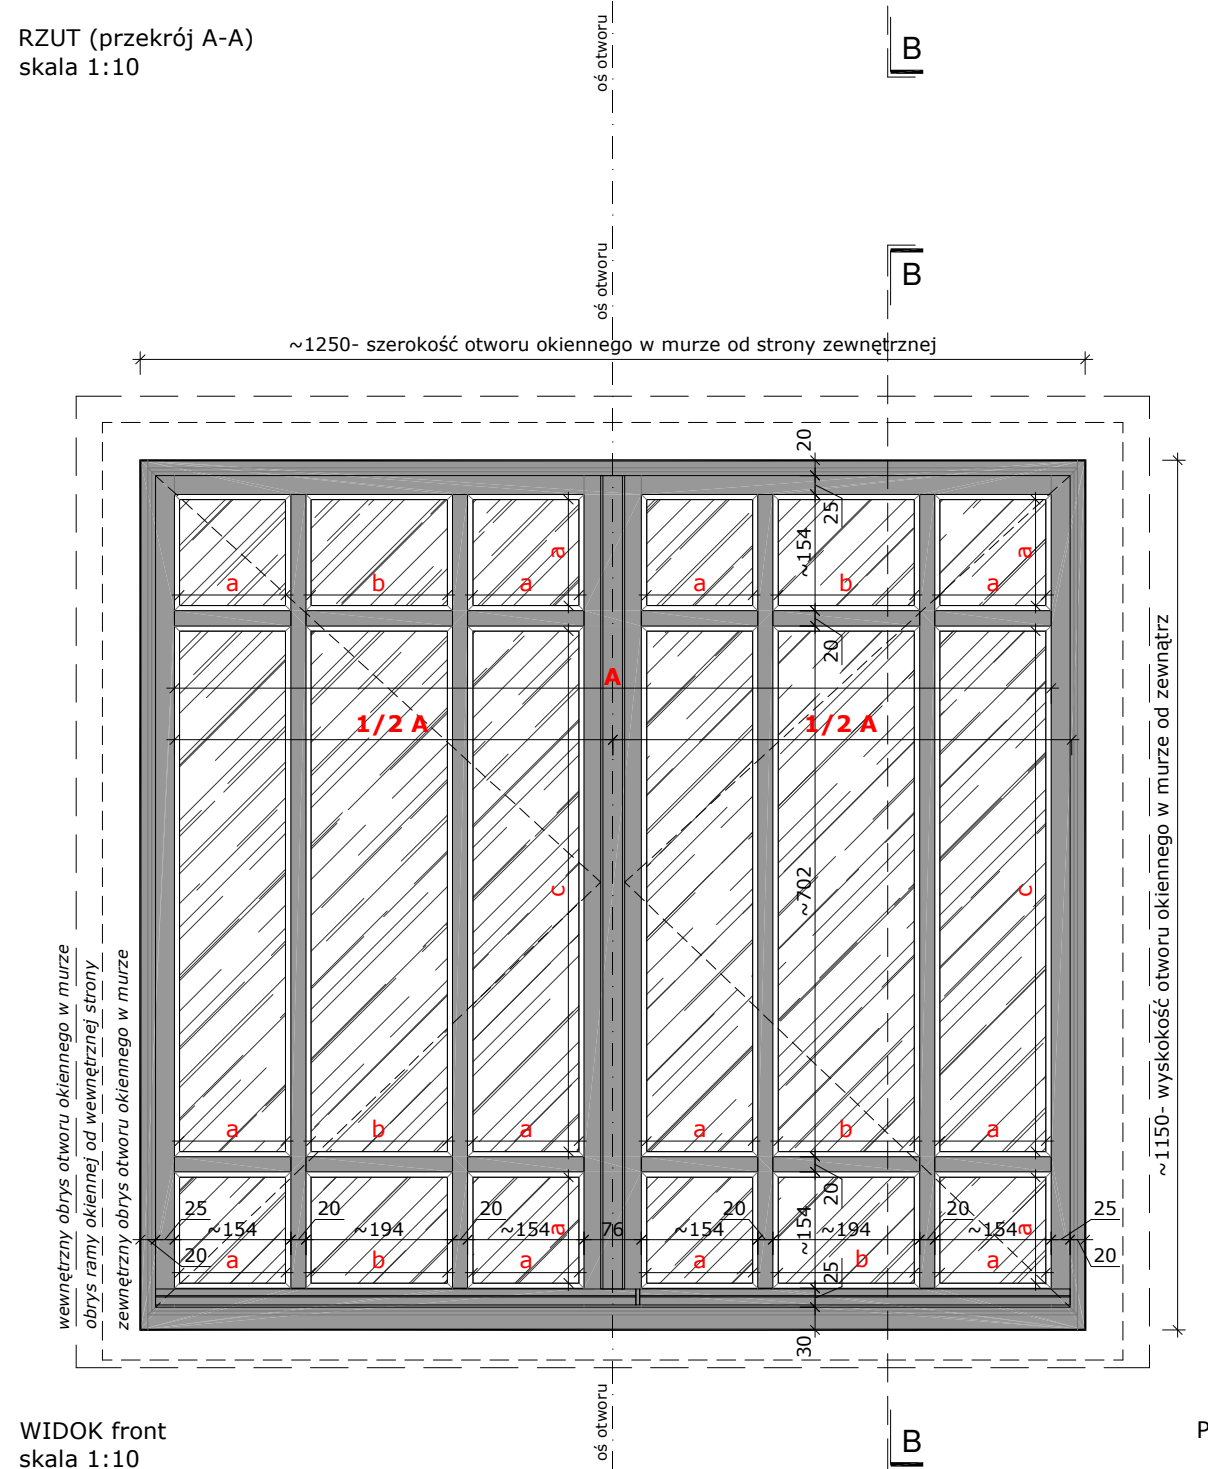 RZUT (przekrój A-A)
skala 1:10
oś otworu
B
oś otworu
B
~1250- szerokość otworu okiennego w murze od strony zewnętrznej
20
25
~154
a
a
a
b
a
a
b
a
20
A
1/2 A
1/2 A
~702
c
c
~1150- wyskokość otworu okiennego w murze od zewnątrz
wewnętrzny obrys otworu okiennego w murze
obrys ramy okiennej od wewnętrznej strony
zewnętrzny obrys otworu okiennego w murze
a
b
a
a
b
a
20
25
20
20
20
20
25
~154
~194
~154
76
~154
~194
~154
a
a
~154
20
20
a
b
a
a
b
a
25
30
WIDOK front
skala 1:10
oś otworu
B
P